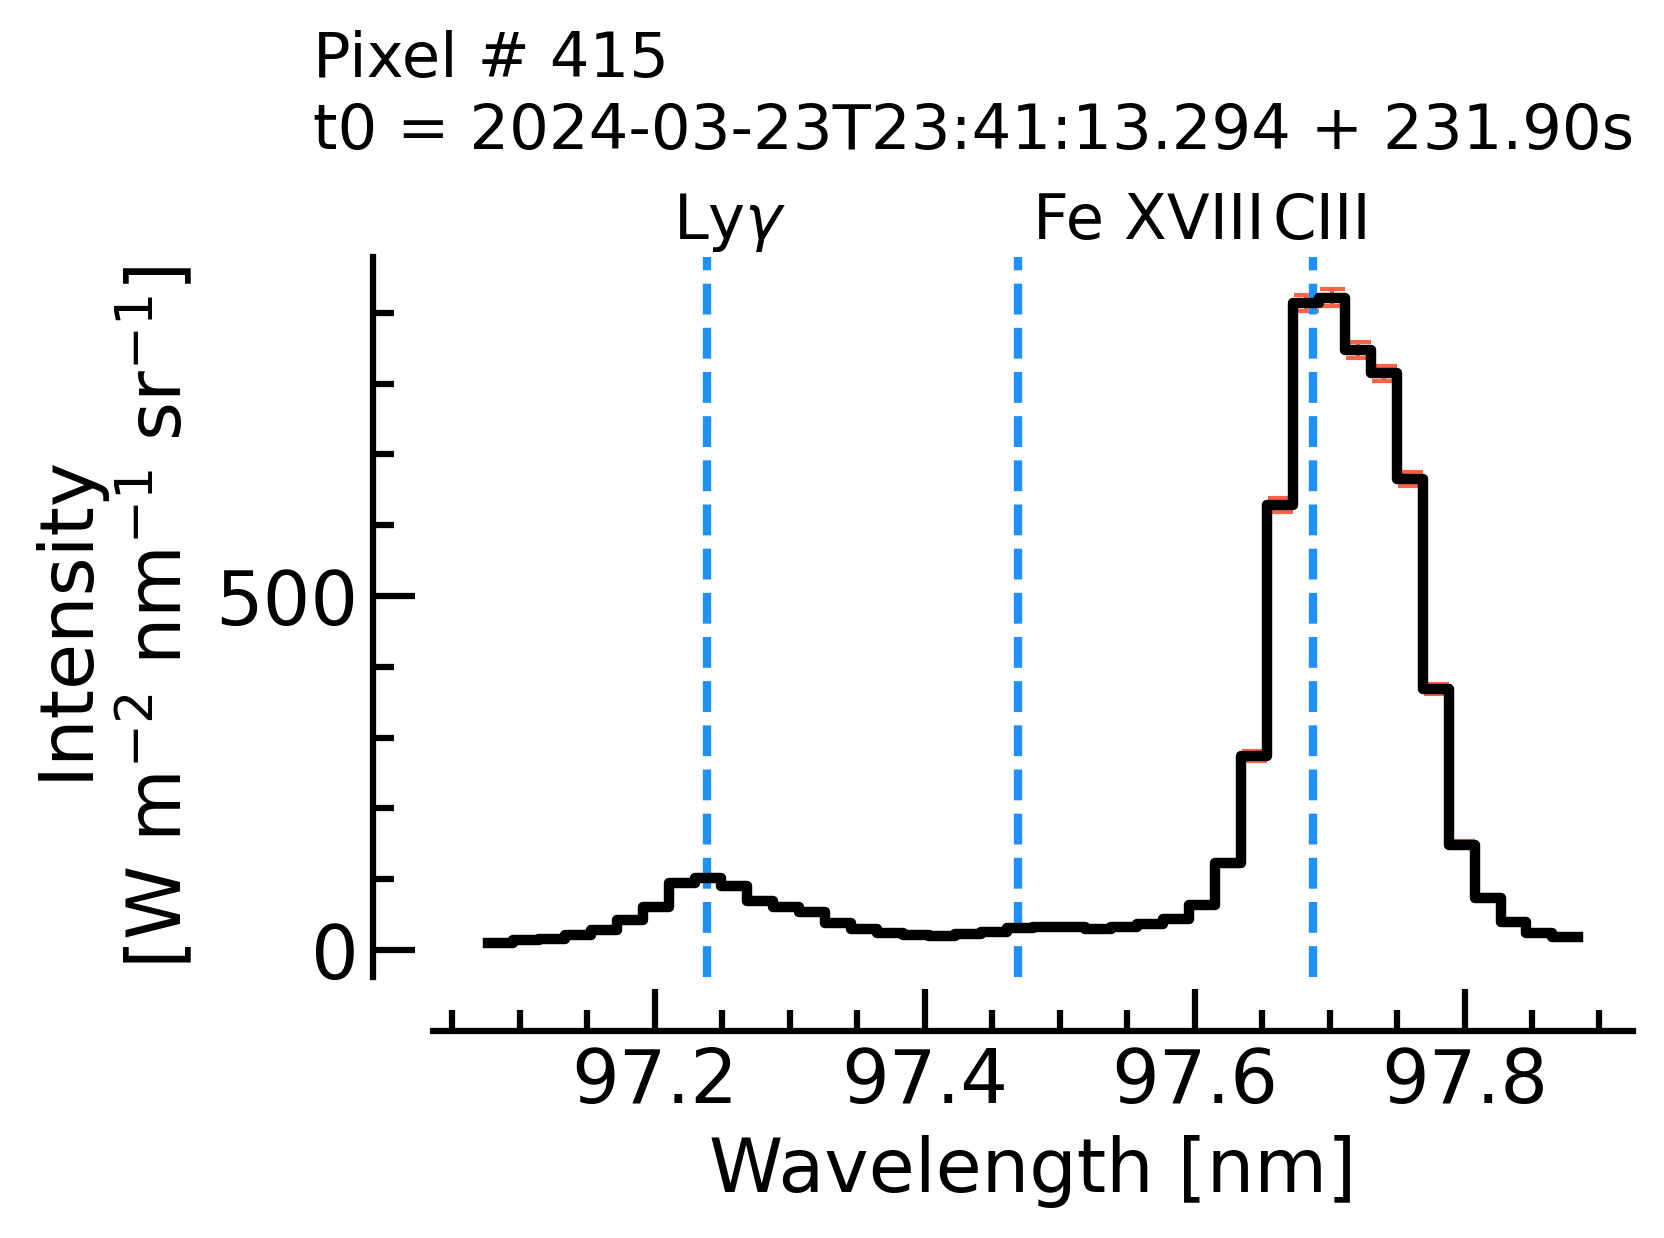 Pixel # 415
t0 = 2024-03-23T23:41:13.294 + 231.90s
Lyγ Fe XVIII CIII
Intensity
[W m⁻² nm⁻¹ sr⁻¹]
500
0
97.2 97.4 97.6 97.8
Wavelength [nm]